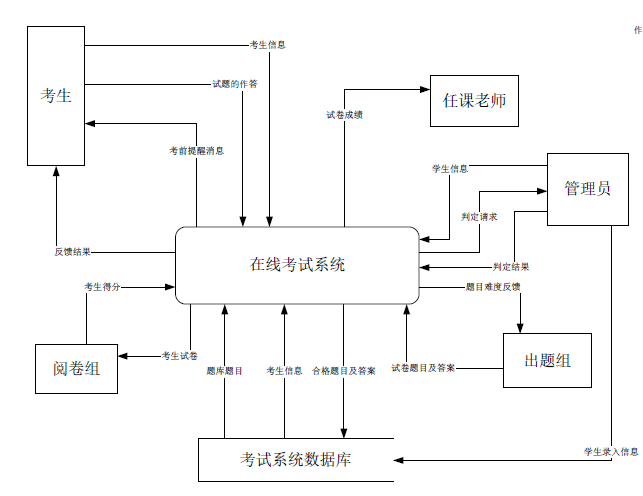 作
考生信息
试题的作答
考生
任课老师
试卷成绩
考前提醒消息
学生信息
管理员
判定请求
反馈结果
在线考试系统
判定结果
考生得分
题目难度反馈
考生试卷
阅卷组
题库题目
考生信息
合格题目及答案
试卷题目及答案
出题组
学生录入信息
考试系统数据库